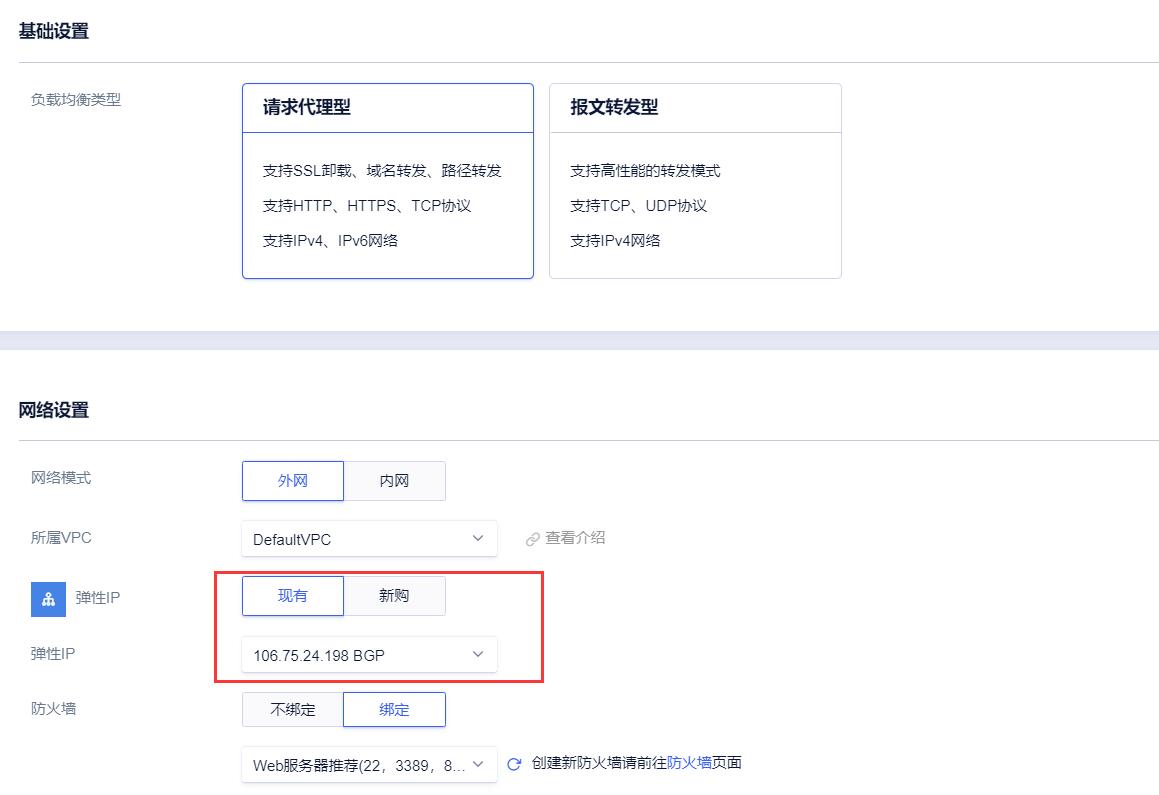 基础设置
负载均衡类型
请求代理型
支持SSL卸载、域名转发、路径转发
支持HTTP、HTTPS、TCP协议
支持IPv4、IPv6网络
报文转发型
支持高性能的转发模式
支持TCP、UDP协议
支持IPv4网络
网络设置
网络模式 外网 内网
所属VPC DefaultVPC 查看介绍
弹性IP 现有 新购
弹性IP 106.75.24.198 BGP
防火墙 不绑定 绑定
Web服务器推荐(22，3389，8... 创建新防火墙请前往防火墙页面